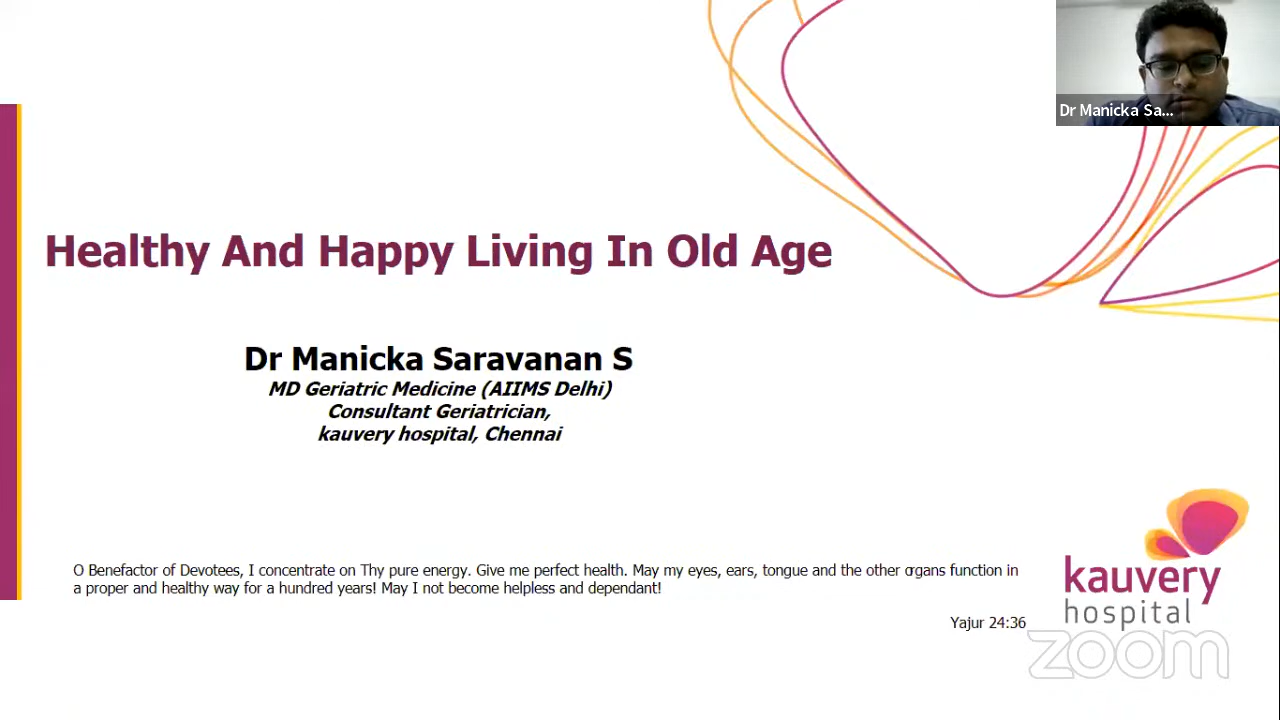 Dr Manicka Sa...
Healthy And Happy Living In Old Age
Dr Manicka Saravanan S
MD Geriatric Medicine (AIIMS Delhi)
Consultant Geriatrician,
kauvery hospital, Chennai
O Benefactor of Devotees, I concentrate on Thy pure energy. Give me perfect health. May my eyes, ears, tongue and the other organs function in
a proper and healthy way for a hundred years! May I not become helpless and dependant!
Yajur 24:36
kauvery
hospital
zoom